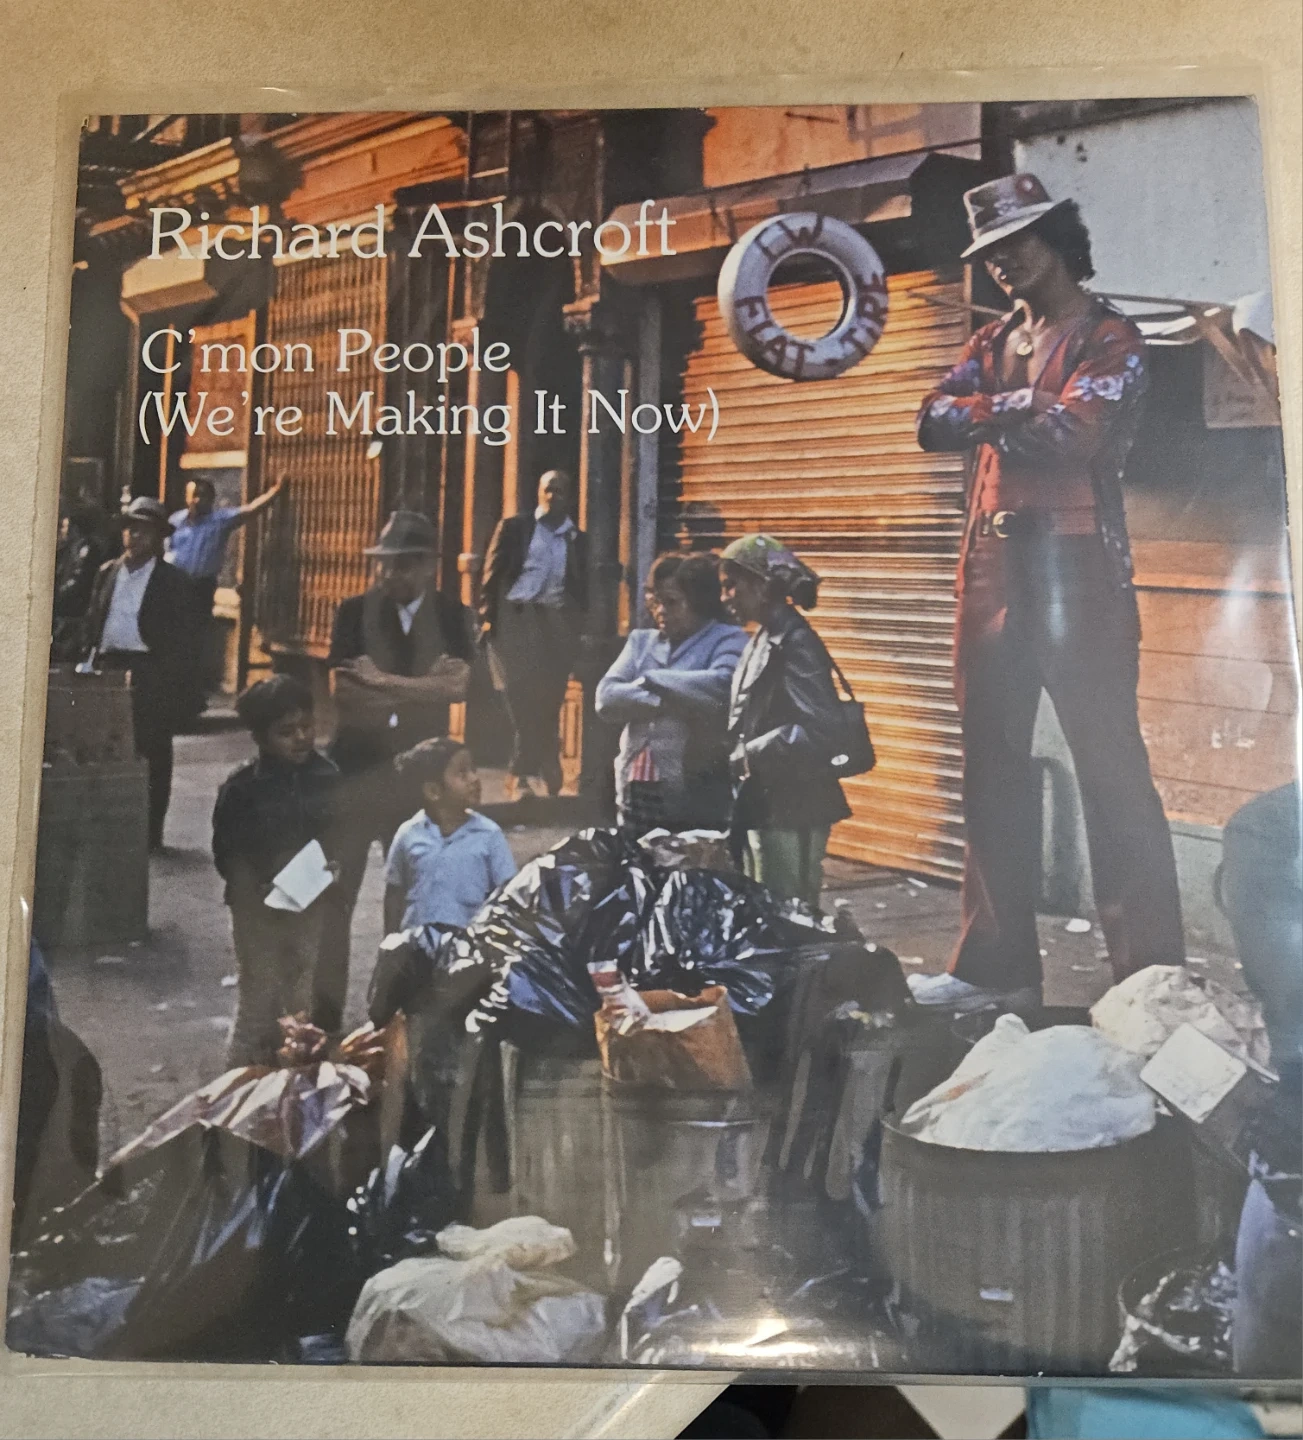 Richard Ashcroft
C'mon People
(We're Making It Now)
FLAT-TIRE